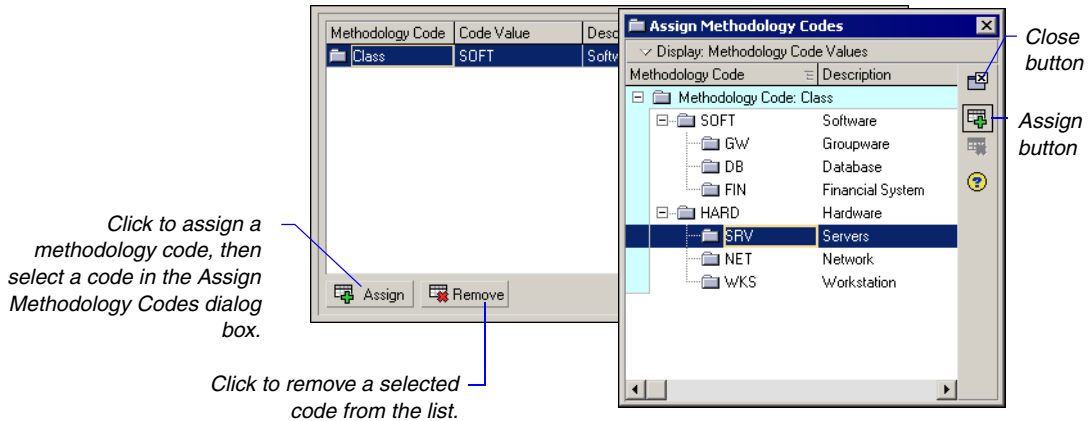 Methodology Code Code Value Desc
Class SOFT Softw
Assign Remove
Assign Methodology Codes
Display: Methodology Code Values
Methodology Code Description
Methodology Code: Class
SOFT Software
GW Groupware
DB Database
FIN Financial System
HARD Hardware
SRV Servers
NET Network
WKS Workstation
Close
button
Assign
button
Click to assign a
methodology code, then
select a code in the Assign
Methodology Codes dialog
box.
Click to remove a selected
code from the list.